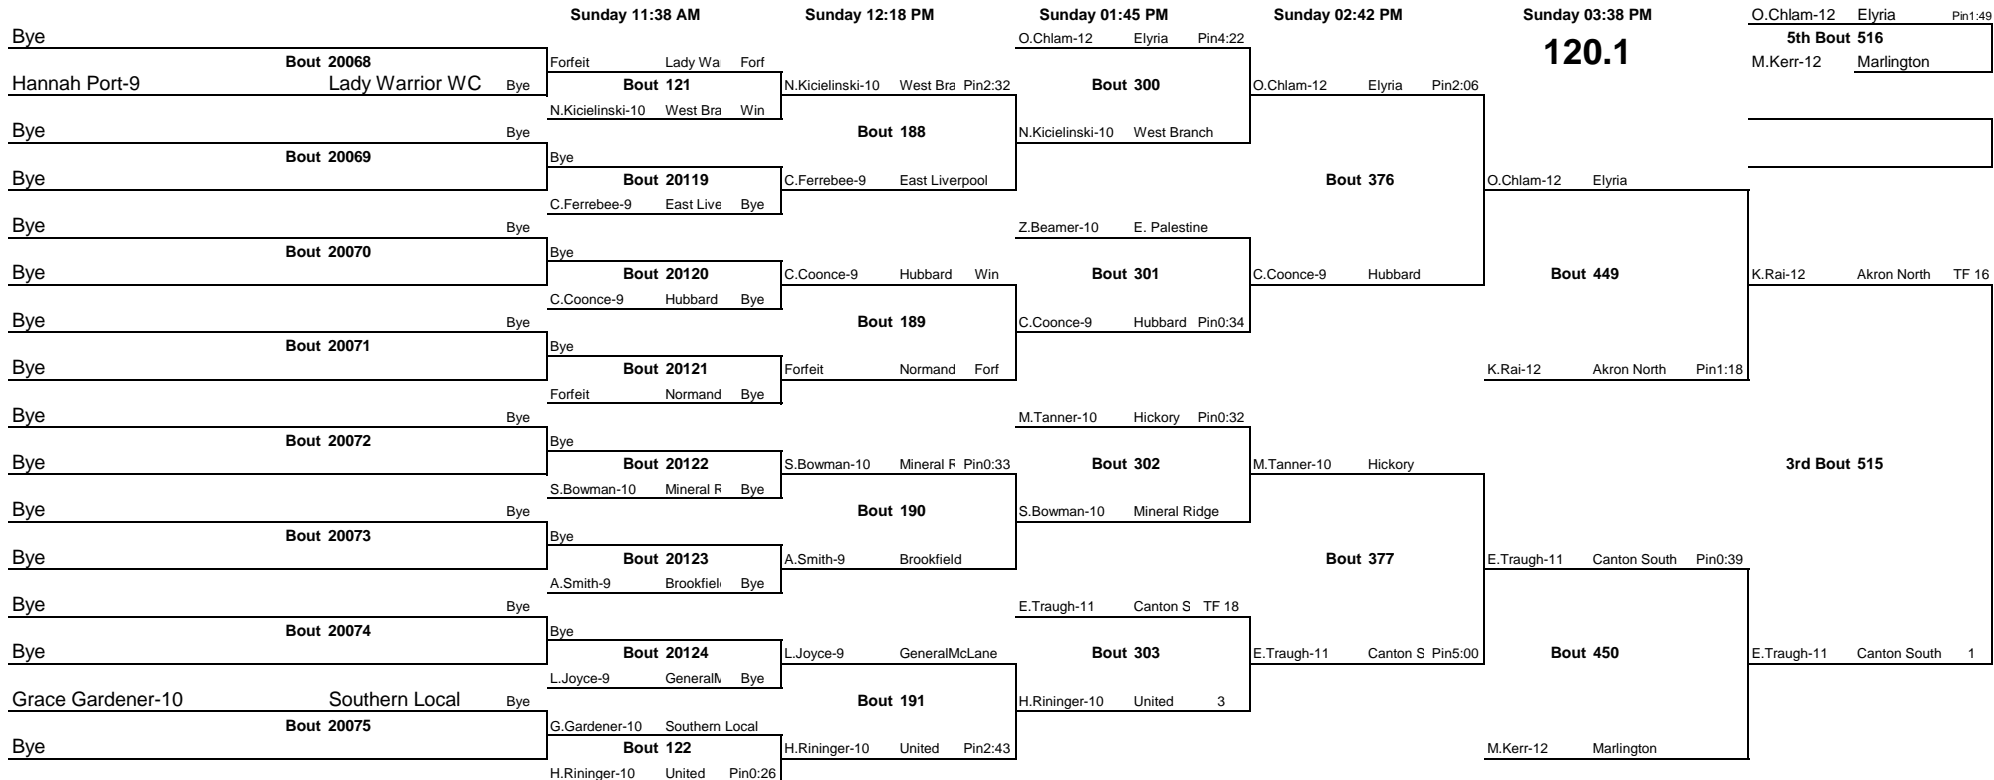 Sunday 11:38 AM Sunday 12:18 PM Sunday 01:45 PM Sunday 02:42 PM Sunday 03:38 PM O.Chlam-12 Elyria Pin1:49
Bye O.Chlam-12 Elyria Pin4:22 120.1 5th Bout 516
Bout 20068 Forfeit Lady Wa Forf M.Kerr-12 Marlington
Hannah Port-9 Lady Warrior WC Bye Bout 121 N.Kicielinski-10 West Bra Pin2:32 Bout 300 O.Chlam-12 Elyria Pin2:06
N.Kicielinski-10 West Bra Win
Bye Bye Bout 188 N.Kicielinski-10 West Branch
Bout 20069 Bye
Bye Bout 20119 C.Ferrebee-9 East Liverpool Bout 376 O.Chlam-12 Elyria
C.Ferrebee-9 East Live Bye
Bye Bye Z.Beamer-10 E. Palestine
Bout 20070 Bye
Bye Bout 20120 C.Coonce-9 Hubbard Win Bout 301 C.Coonce-9 Hubbard Bout 449 K.Rai-12 Akron North TF 16
C.Coonce-9 Hubbard Bye
Bye Bye Bout 189 C.Coonce-9 Hubbard Pin0:34
Bout 20071 Bye
Bye Bout 20121 Forfeit Normand Forf K.Rai-12 Akron North Pin1:18
Forfeit Normand Bye
Bye Bye M.Tanner-10 Hickory Pin0:32
Bout 20072 Bye
Bye Bout 20122 S.Bowman-10 Mineral R Pin0:33 Bout 302 M.Tanner-10 Hickory 3rd Bout 515
S.Bowman-10 Mineral R Bye
Bye Bye Bout 190 S.Bowman-10 Mineral Ridge
Bout 20073 Bye
Bye Bout 20123 A.Smith-9 Brookfield Bout 377 E.Traugh-11 Canton South Pin0:39
A.Smith-9 Brookfiel Bye
Bye Bye E.Traugh-11 Canton S TF 18
Bout 20074 Bye
Bye Bout 20124 L.Joyce-9 GeneralMcLane Bout 303 E.Traugh-11 Canton S Pin5:00 Bout 450 E.Traugh-11 Canton South 1
L.Joyce-9 GeneralM Bye
Grace Gardener-10 Southern Local Bye Bout 191 H.Rininger-10 United 3
Bout 20075 G.Gardener-10 Southern Local
Bye Bout 122 H.Rininger-10 United Pin2:43 M.Kerr-12 Marlington
H.Rininger-10 United Pin0:26